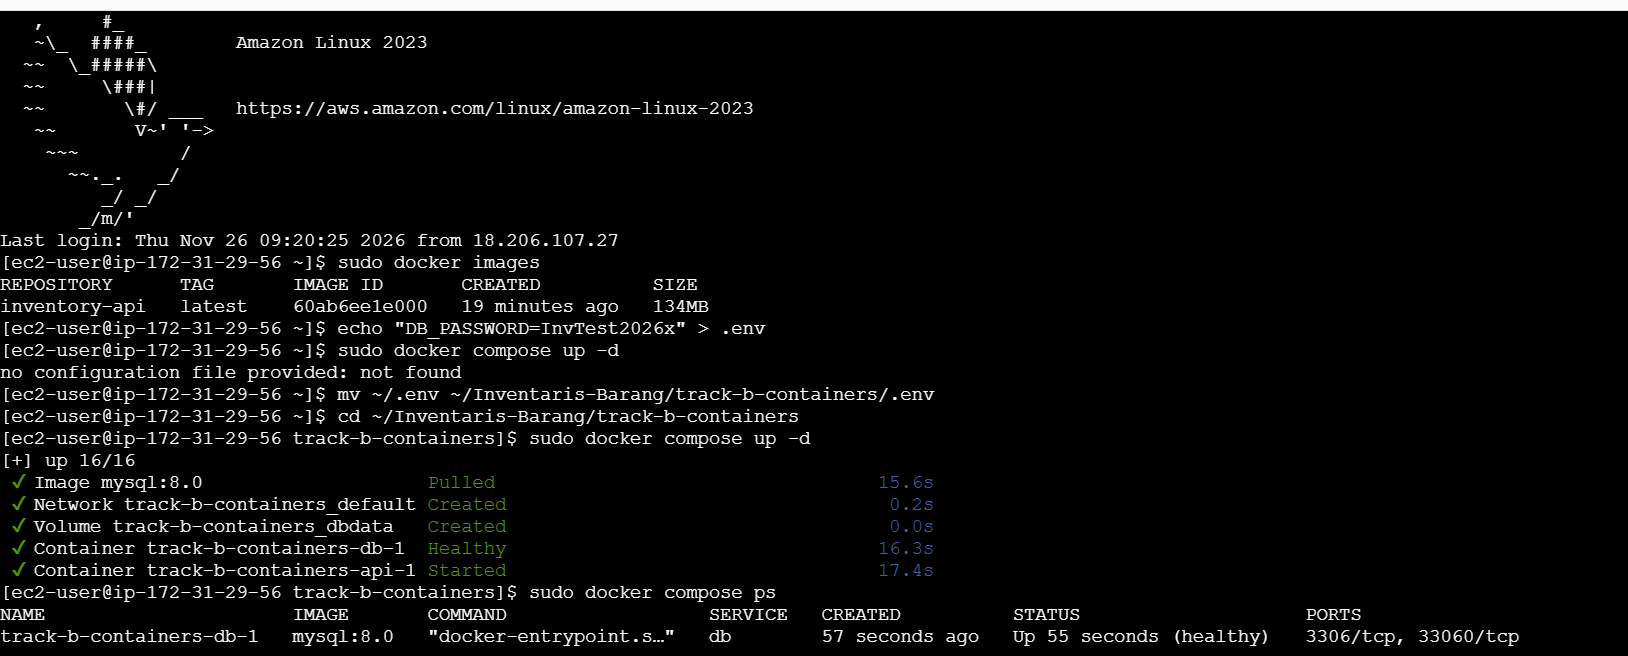 ,     #_
   ~\_  ####_        Amazon Linux 2023
  ~~  \_#####\
  ~~     \###|
  ~~       \#/ ___   https://aws.amazon.com/linux/amazon-linux-2023
   ~~       V~' '->
    ~~~         /
      ~~._.   _/
         _/ _/
       _/m/'
Last login: Thu Nov 26 09:20:25 2026 from 18.206.107.27
[ec2-user@ip-172-31-29-56 ~]$ sudo docker images
REPOSITORY      TAG       IMAGE ID       CREATED          SIZE
inventory-api   latest    60ab6ee1e000   19 minutes ago   134MB
[ec2-user@ip-172-31-29-56 ~]$ echo "DB_PASSWORD=InvTest2026x" > .env
[ec2-user@ip-172-31-29-56 ~]$ sudo docker compose up -d
no configuration file provided: not found
[ec2-user@ip-172-31-29-56 ~]$ mv ~/.env ~/Inventaris-Barang/track-b-containers/.env
[ec2-user@ip-172-31-29-56 ~]$ cd ~/Inventaris-Barang/track-b-containers
[ec2-user@ip-172-31-29-56 track-b-containers]$ sudo docker compose up -d
[+] up 16/16
 ✓ Image mysql:8.0                    Pulled                                  15.6s
 ✓ Network track-b-containers_default Created                                  0.2s
 ✓ Volume track-b-containers_dbdata   Created                                  0.0s
 ✓ Container track-b-containers-db-1  Healthy                                 16.3s
 ✓ Container track-b-containers-api-1 Started                                 17.4s
[ec2-user@ip-172-31-29-56 track-b-containers]$ sudo docker compose ps
NAME                      IMAGE       COMMAND                  SERVICE   CREATED          STATUS                    PORTS
track-b-containers-db-1   mysql:8.0   "docker-entrypoint.s…"   db        57 seconds ago   Up 55 seconds (healthy)   3306/tcp, 33060/tcp